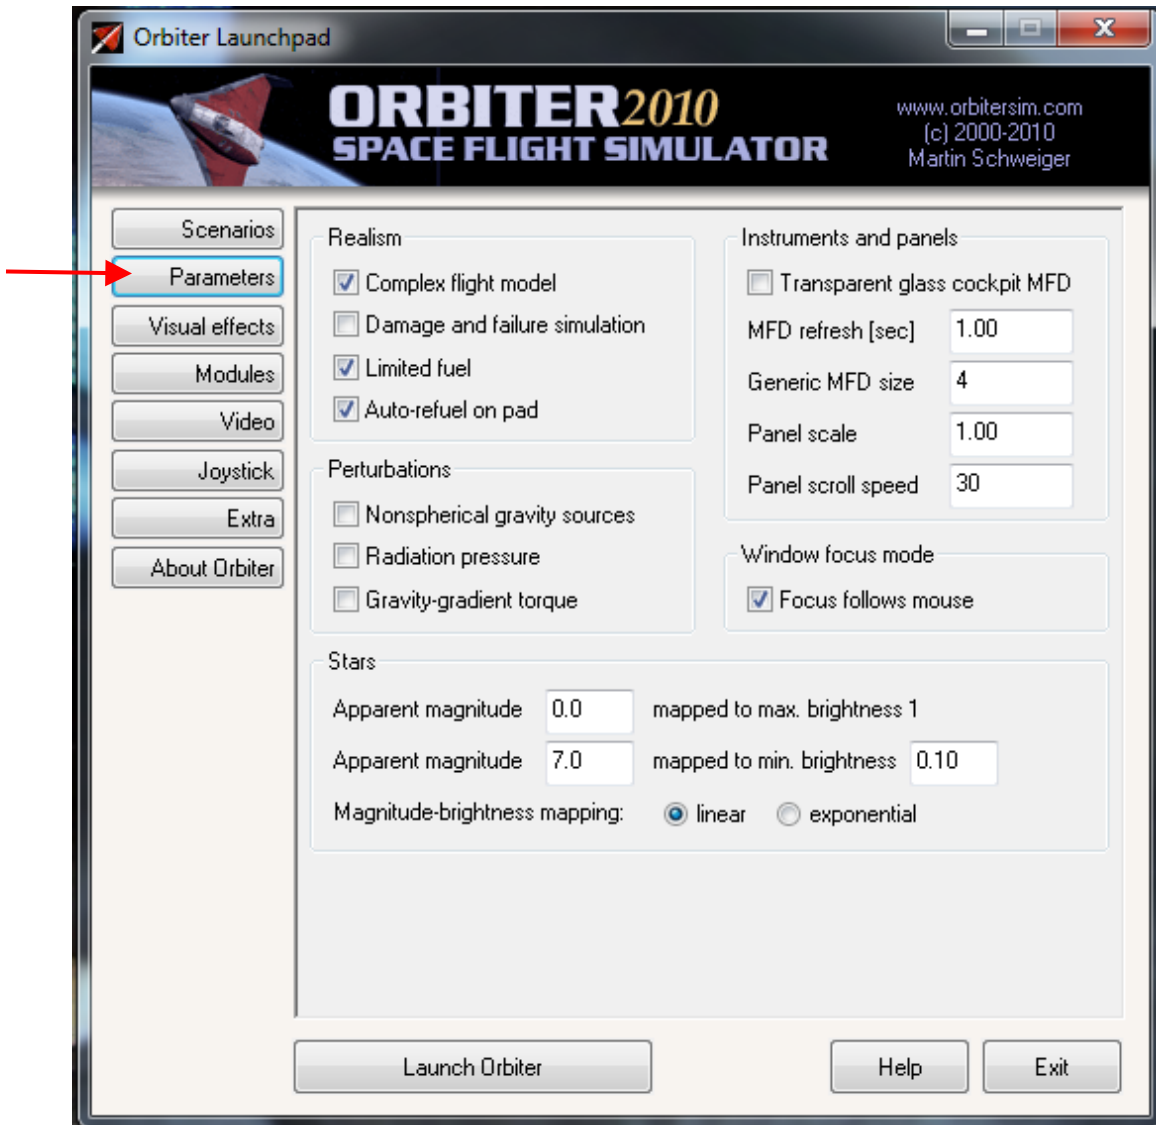 Orbiter Launchpad
ORBITER2010
SPACE FLIGHT SIMULATOR
www.orbitersim.com
(c) 2000-2010
Martin Schweiger
Scenarios
Parameters
Visual effects
Modules
Video
Joystick
Extra
About Orbiter
Realism
Complex flight model
Damage and failure simulation
Limited fuel
Auto-refuel on pad
Perturbations
Nonspherical gravity sources
Radiation pressure
Gravity-gradient torque
Instruments and panels
Transparent glass cockpit MFD
MFD refresh [sec] 1.00
Generic MFD size 4
Panel scale 1.00
Panel scroll speed 30
Window focus mode
Focus follows mouse
Stars
Apparent magnitude 0.0 mapped to max. brightness 1
Apparent magnitude 7.0 mapped to min. brightness 0.10
Magnitude-brightness mapping: linear exponential
Launch Orbiter
Help
Exit